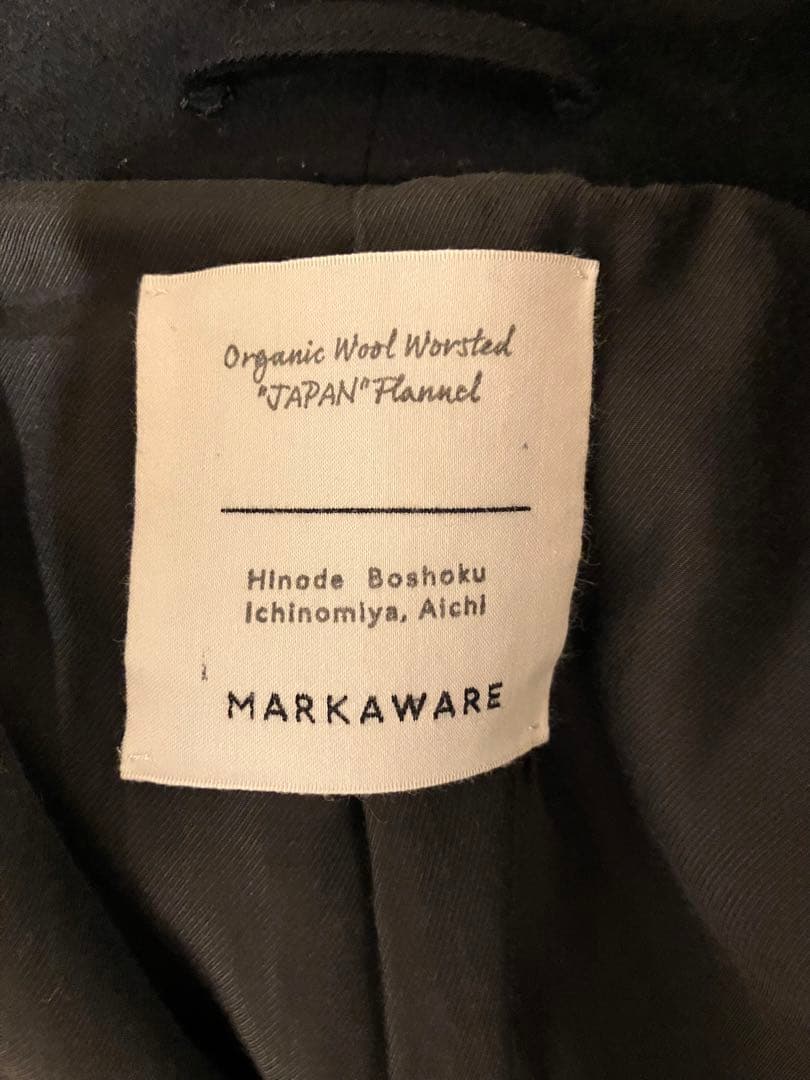 Organic Wool Worsted
"JAPAN" Flannel
Hinode Boshoku
Ichinomiya, Aichi
MARKAWARE